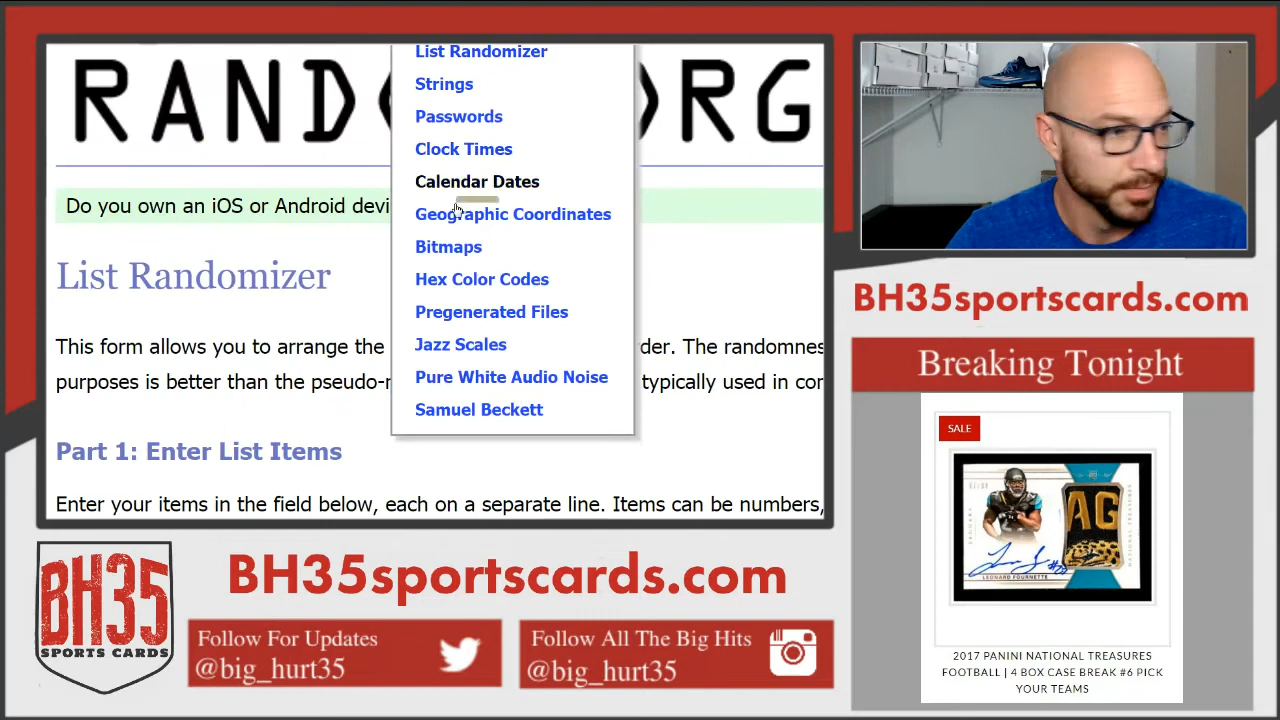 List Randomizer
Strings
Passwords
Clock Times
Calendar Dates
Geographic Coordinates
Bitmaps
Hex Color Codes
Pregenerated Files
Jazz Scales
Pure White Audio Noise
Samuel Beckett
RAND
RG
Do you own an iOS or Android devi
List Randomizer
This form allows you to arrange the
der. The randomnes
purposes is better than the pseudo-r
typically used in con
Part 1: Enter List Items
Enter your items in the field below, each on a separate line. Items can be numbers,
BH35sportscards.com
Breaking Tonight
SALE
AG
LEONARD FOURNETTE
2017 PANINI NATIONAL TREASURES
FOOTBALL | 4 BOX CASE BREAK #6 PICK
YOUR TEAMS
BH35
SPORTS CARDS
BH35sportscards.com
Follow For Updates
@big_hurt35
Follow All The Big Hits
@big_hurt35